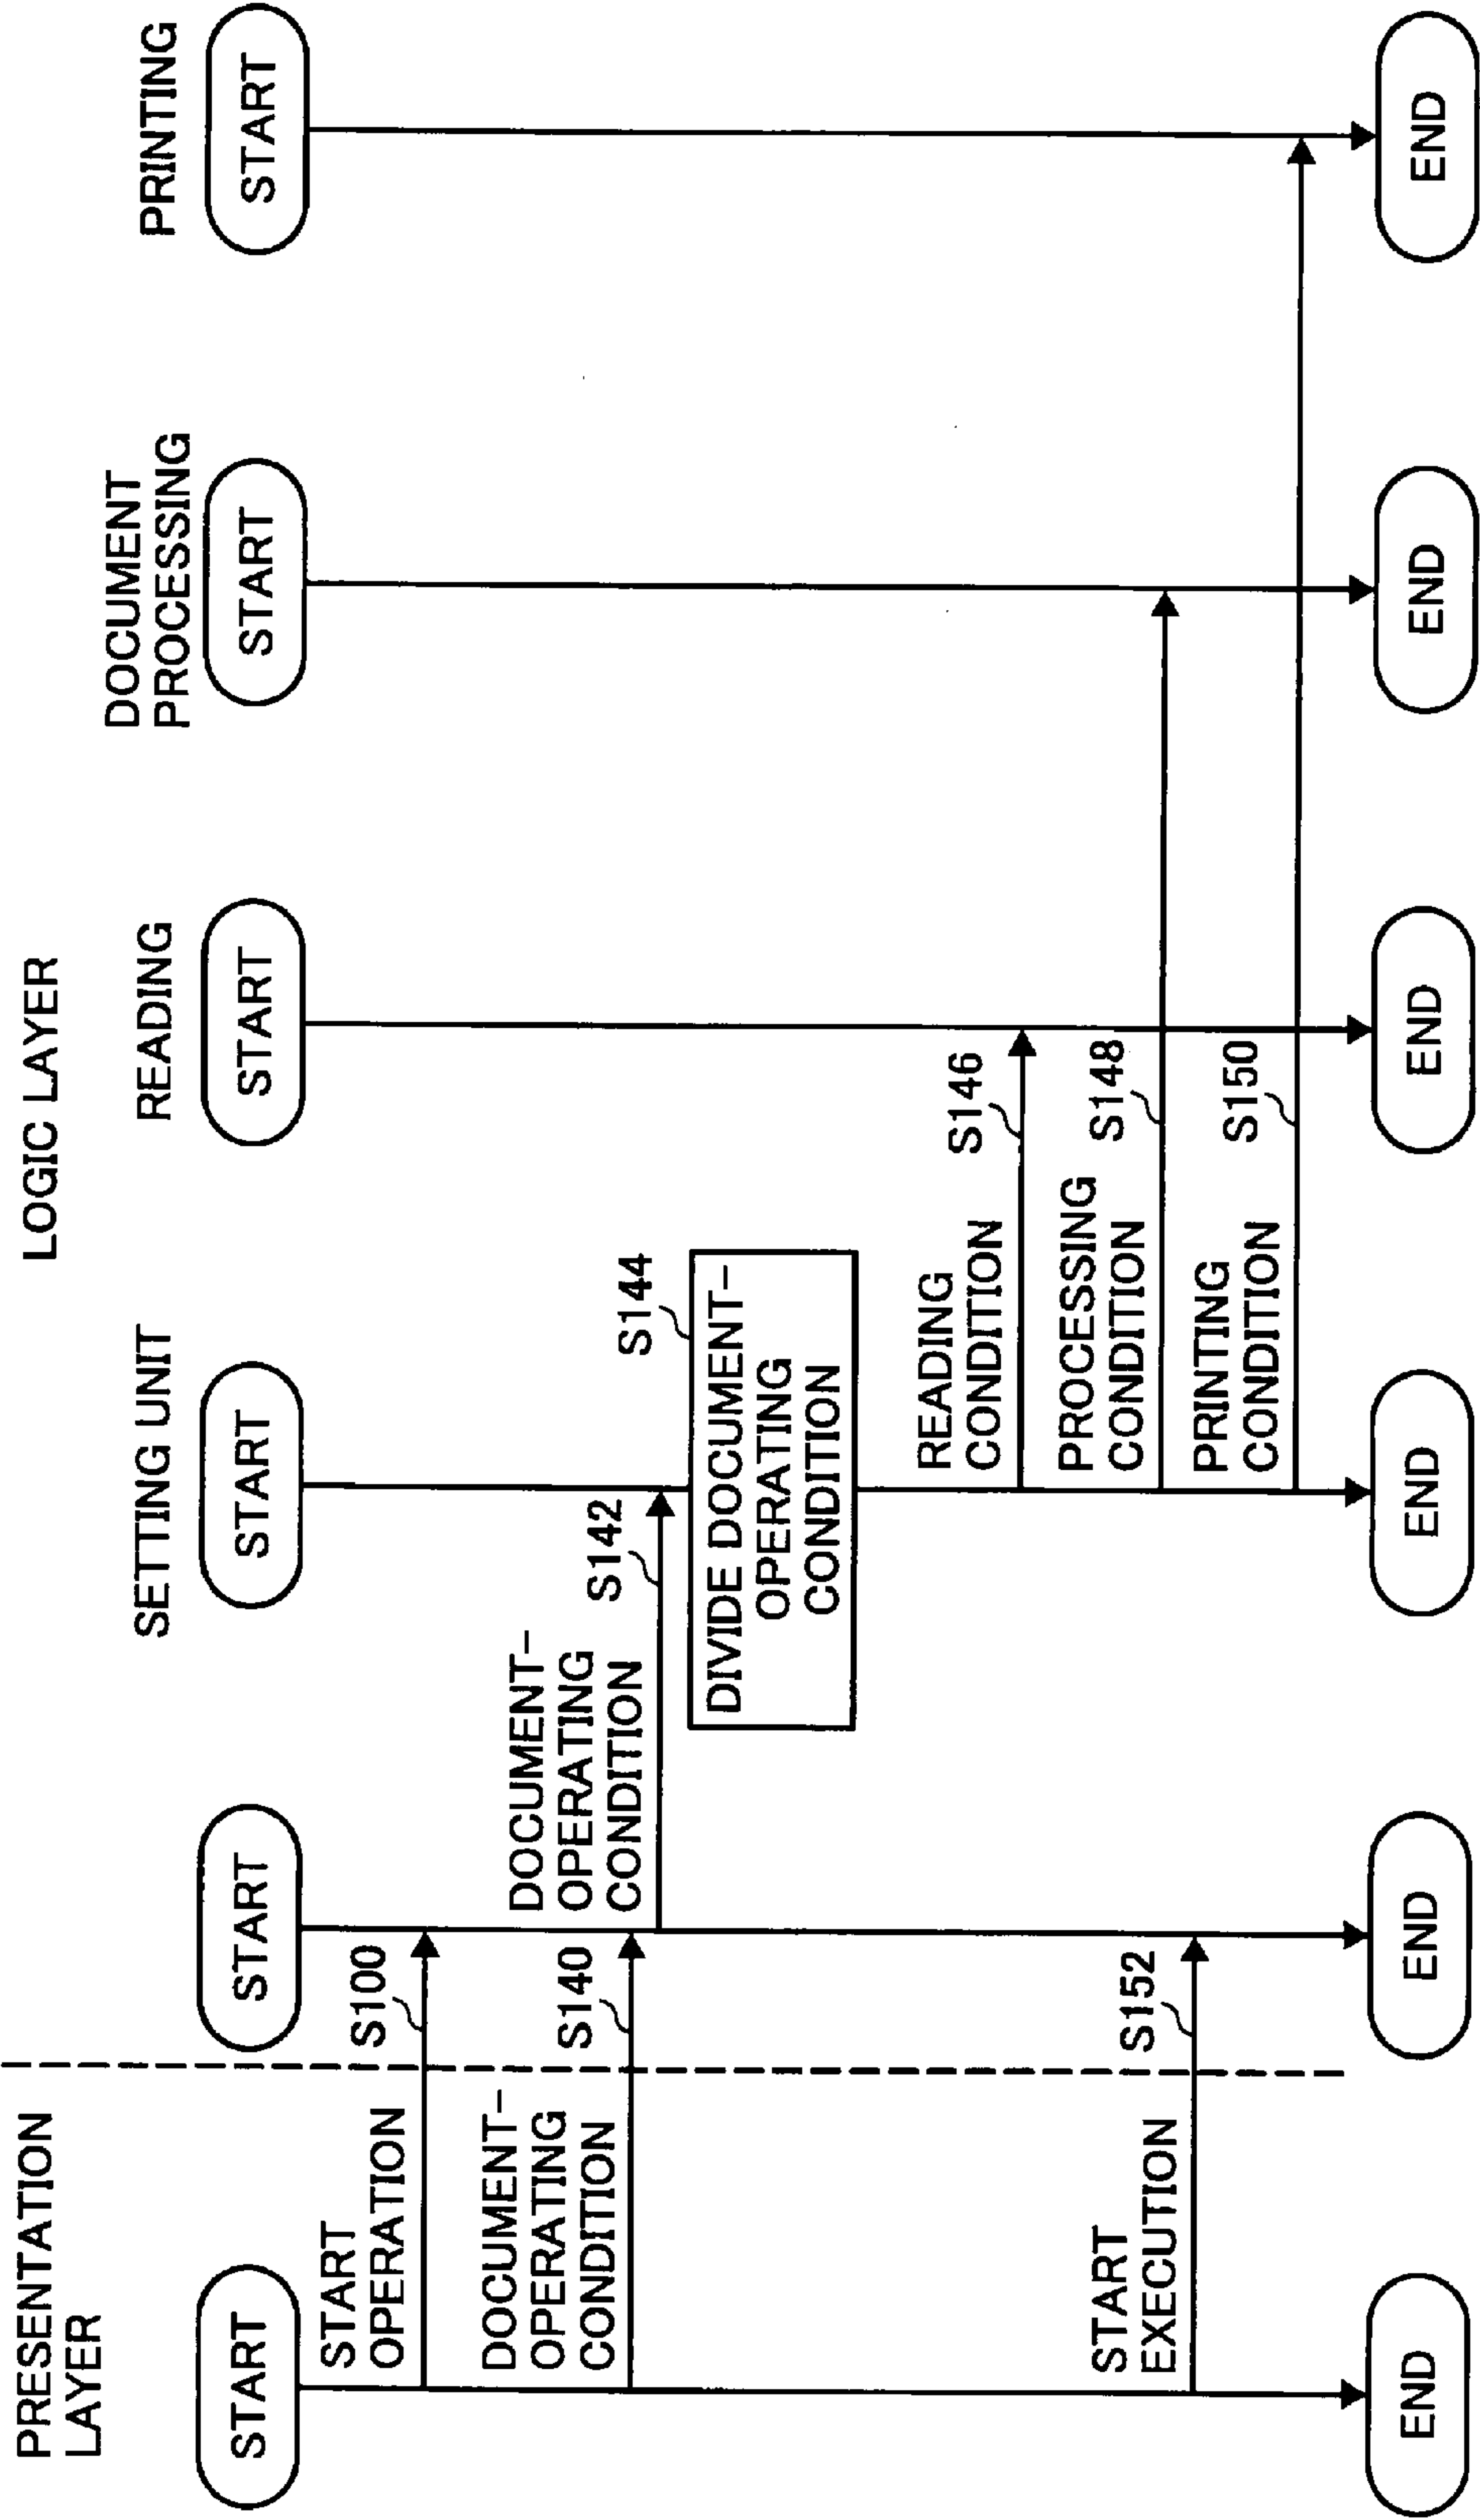 PRESENTATION
LAYER
LOGIC LAYER
SETTING UNIT
READING
DOCUMENT
PROCESSING
PRINTING
START
START
START
START
START
START
START
OPERATION
S100
DOCUMENT-
OPERATING
CONDITION
S140
DOCUMENT-
OPERATING
CONDITION
S142
S144
DIVIDE DOCUMENT-
OPERATING
CONDITION
READING
CONDITION
S146
PROCESSING
CONDITION
S148
START
EXECUTION
S152
PRINTING
CONDITION
S150
END
END
END
END
END
END